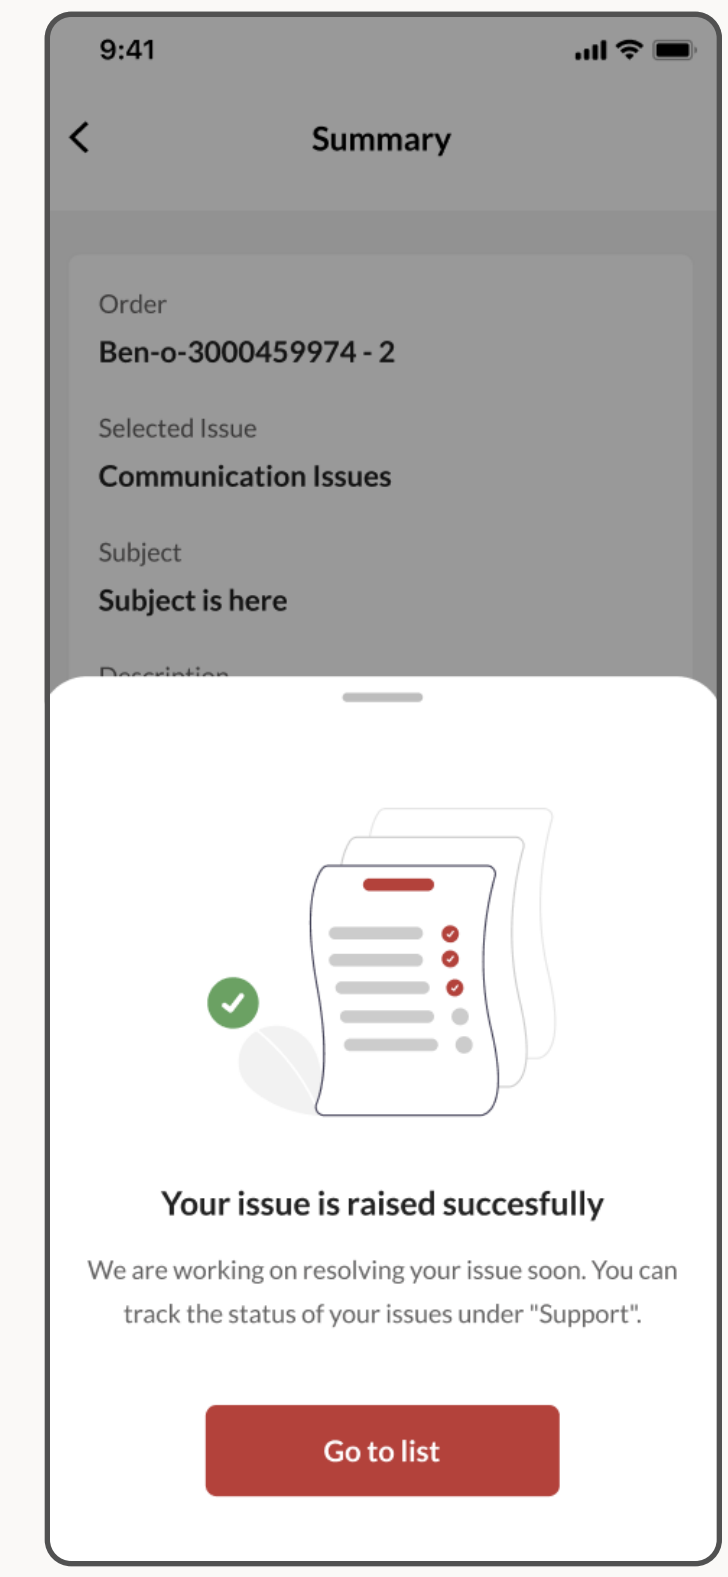 9:41
Summary
Order
Ben-o-3000459974 - 2
Selected Issue
Communication Issues
Subject
Subject is here
Description
Your issue is raised succesfully
We are working on resolving your issue soon. You can
track the status of your issues under "Support".
Go to list